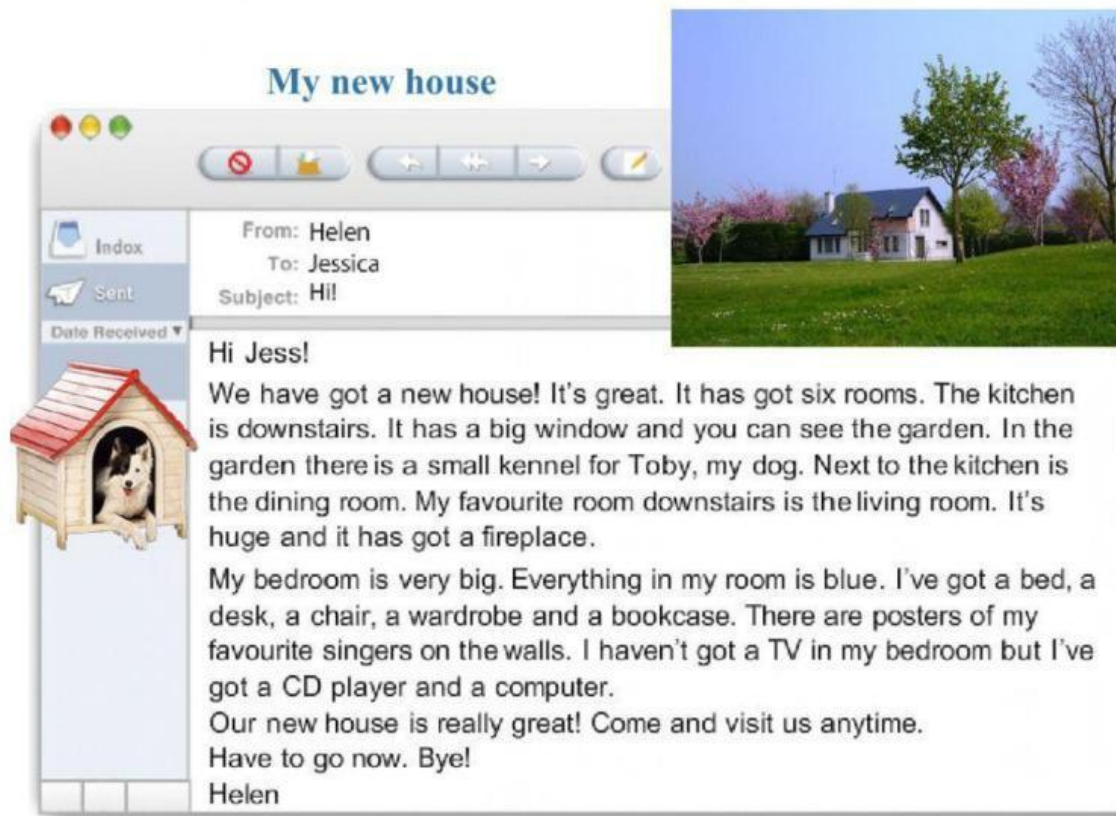 My new house
Indox
Sent
Date Received ▼
From: Helen
To: Jessica
Subject: Hi!
Hi Jess!
We have got a new house! It's great. It has got six rooms. The kitchen
is downstairs. It has a big window and you can see the garden. In the
garden there is a small kennel for Toby, my dog. Next to the kitchen is
the dining room. My favourite room downstairs is the living room. It's
huge and it has got a fireplace.
My bedroom is very big. Everything in my room is blue. I've got a bed, a
desk, a chair, a wardrobe and a bookcase. There are posters of my
favourite singers on the walls. I haven't got a TV in my bedroom but I've
got a CD player and a computer.
Our new house is really great! Come and visit us anytime.
Have to go now. Bye!
Helen